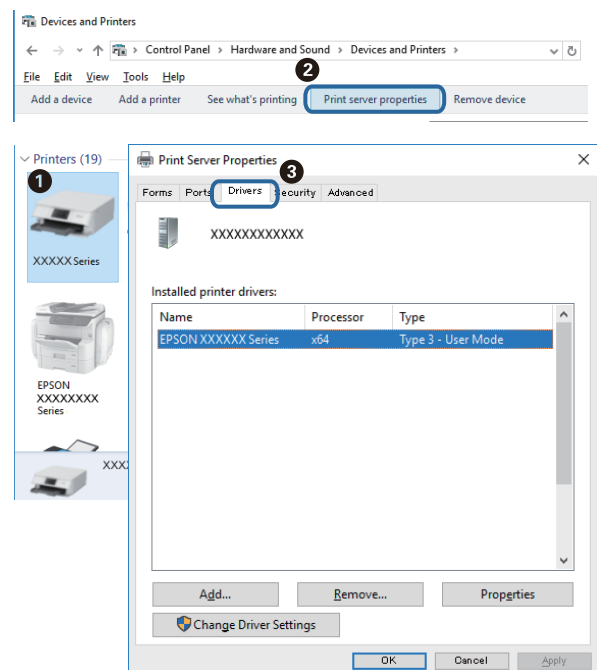 Devices and Printers
Control Panel > Hardware and Sound > Devices and Printers >
File Edit View Tools Help
2
Add a device Add a printer See what's printing Print server properties Remove device
Printers (19)
1
XXXXX Series
EPSON
XXXXXXXX
Series
XXX
Print Server Properties
3
Forms Ports Drivers ecurity Advanced
XXXXXXXXXXXX
Installed printer drivers:
Name Processor Type
EPSON XXXXXX Series x64 Type 3 - User Mode
Add... Remove... Properties
Change Driver Settings
OK Cancel Apply